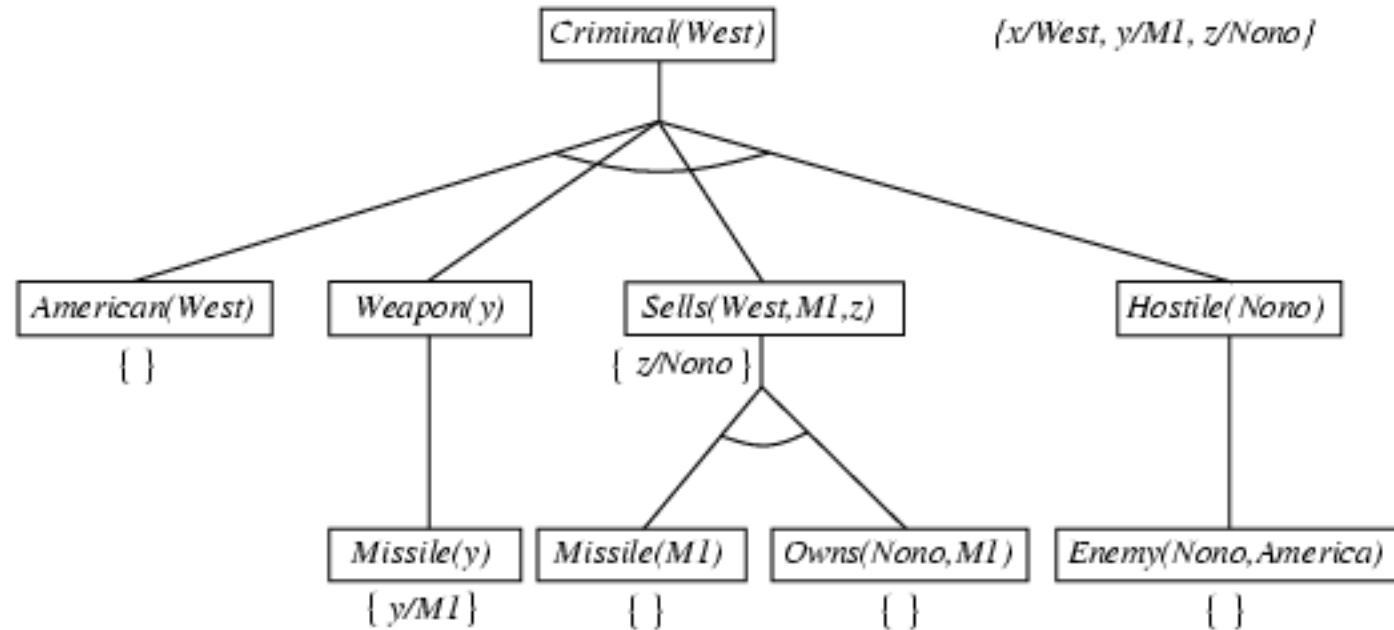 Criminal(West)
{x/West, y/M1, z/Nono}
American(West)
Weapon(y)
Sells(West,M1,z)
Hostile(Nono)
{ }
{ z/Nono }
Missile(y)
Missile(M1)
Owns(Nono,M1)
Enemy(Nono,America)
{ y/M1 }
{ }
{ }
{ }